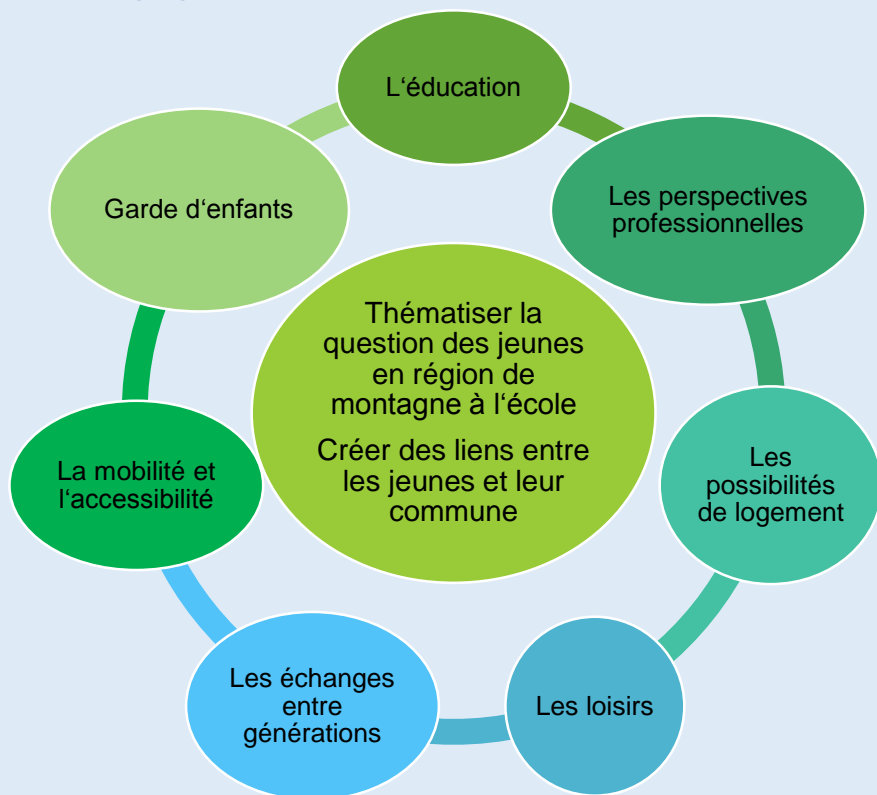 L‘éducation
Les perspectives
professionnelles
Les
possibilités
de logement
Les loisirs
Les échanges
entre
générations
La mobilité et
l‘accessibilité
Garde d‘enfants
Thématiser la
question des jeunes
en région de
montagne à l‘école
Créer des liens entre
les jeunes et leur
commune